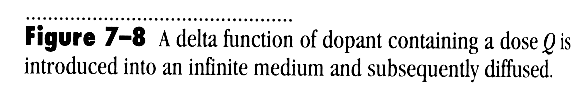 Figure 7–8 A delta function of dopant containing a dose Q is
introduced into an infinite medium and subsequently diffused.